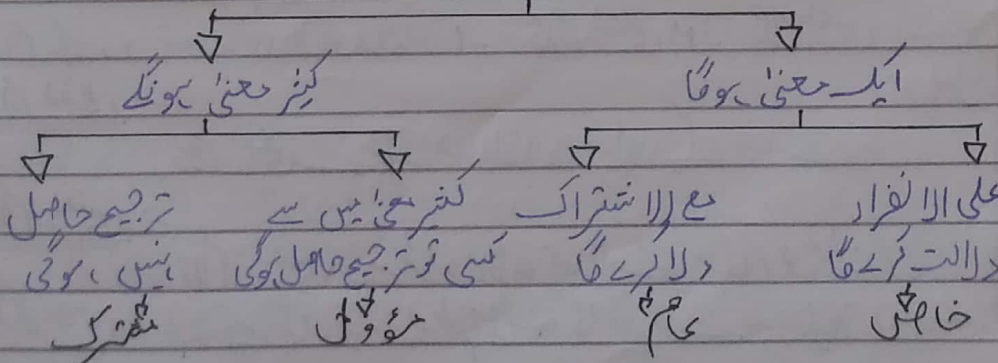 ایک معنیٰ ہوگا کثیر معنیٰ ہونگے
علی الانفراد مع الاشتراک کثیر معنیٰ میں سے ترجیح حاصل
دلالت کرے گا دلا کرے گا کسی کو ترجیح حاصل ہوگی نہیں ہوگی
خاص عام مؤول مشترک